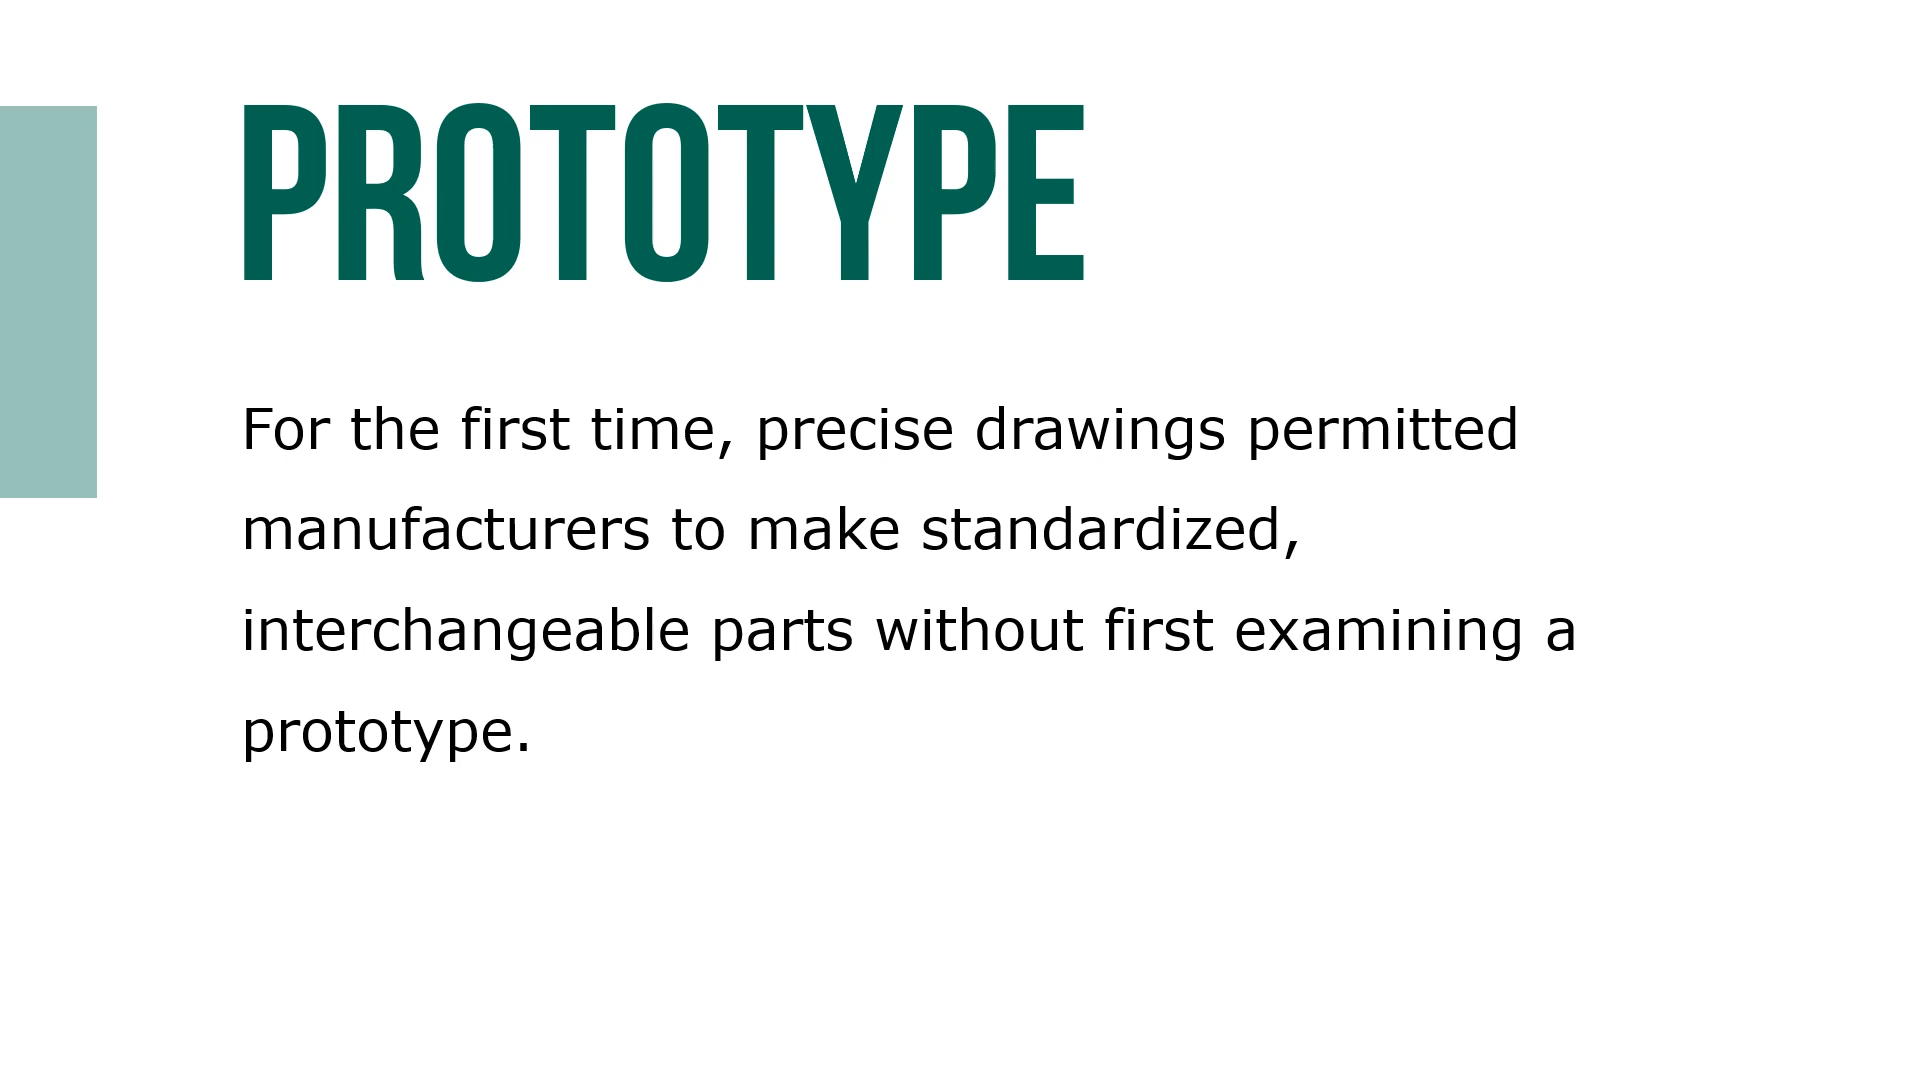 PROTOTYPE
For the first time, precise drawings permitted
manufacturers to make standardized,
interchangeable parts without first examining a
prototype.